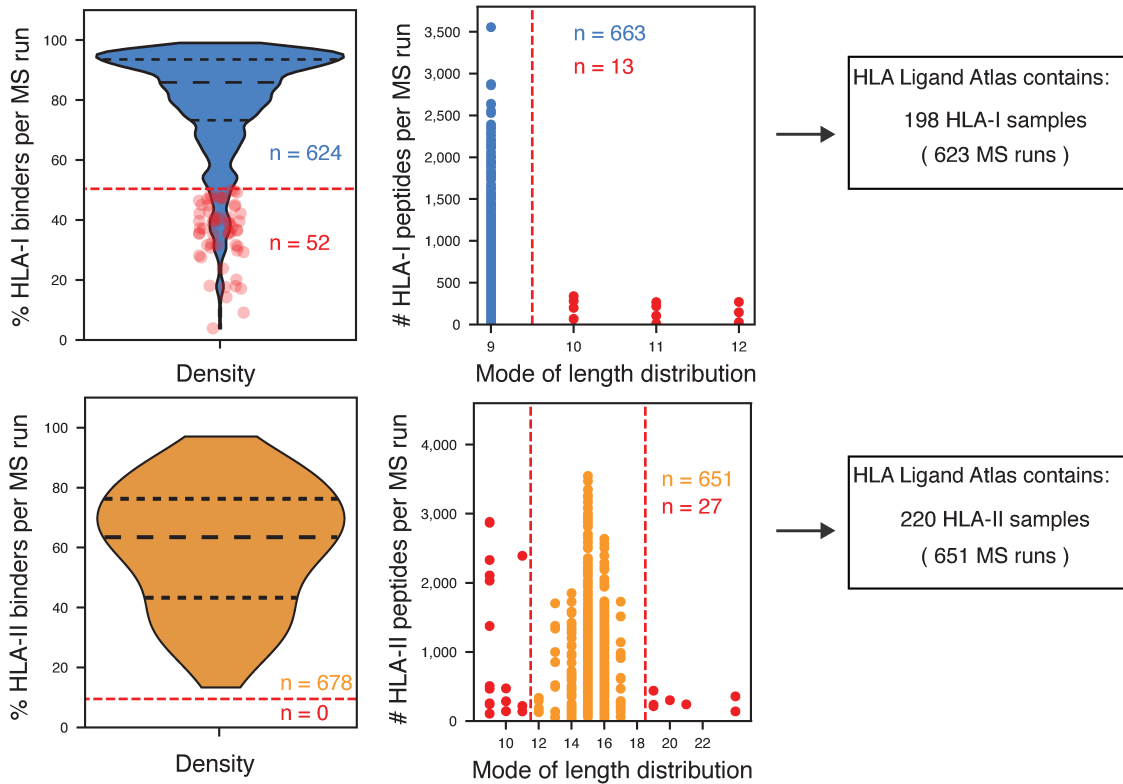 % HLA-I binders per MS run
100
80
60
40
20
0
n = 624
n = 52
Density
# HLA-I peptides per MS run
3,500
3,000
2,500
2,000
1,500
1,000
500
0
n = 663
n = 13
9 10 11 12
Mode of length distribution
HLA Ligand Atlas contains:
198 HLA-I samples
( 623 MS runs )
% HLA-II binders per MS run
100
80
60
40
20
0
n = 678
n = 0
Density
# HLA-II peptides per MS run
4,000
3,000
2,000
1,000
0
n = 651
n = 27
10 12 14 16 18 20 22
Mode of length distribution
HLA Ligand Atlas contains:
220 HLA-II samples
( 651 MS runs )